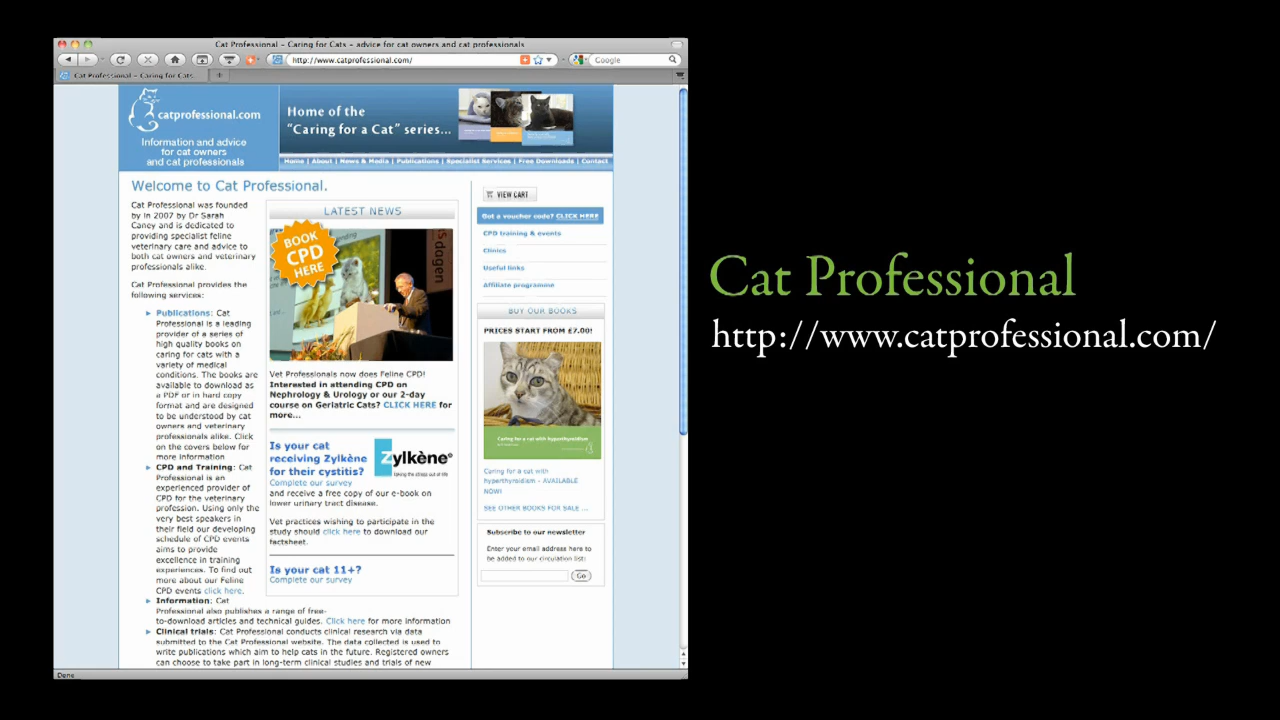 Cat Professional – Caring for Cats – advice for cat owners and cat professionals
http://www.catprofessional.com/
Google
Cat Professional – Caring for Cats.
catprofessional.com
Information and advice
for cat owners
and cat professionals
Home of the
“Caring for a Cat” series...
Home | About | News & Media | Publications | Specialist Services | Free Downloads | Contact
Welcome to Cat Professional.
Cat Professional was founded
by in 2007 by Dr Sarah
Caney and is dedicated to
providing specialist feline
veterinary care and advice to
both cat owners and veterinary
professionals alike.
Cat Professional provides the
following services:
Publications: Cat
Professional is a leading
provider of a series of
high quality books on
caring for cats with a
variety of medical
conditions. The books are
available to download as
a PDF or in hard copy
format and are designed
to be understood by cat
owners and veterinary
professionals alike. Click
on the covers below for
more information
CPD and Training: Cat
Professional is an
experienced provider of
CPD for the veterinary
profession. Using only the
very best speakers in
their field our developing
schedule of CPD events
aims to provide
excellence in training
experiences. To find out
more about our Feline
CPD events click here.
Information: Cat
Professional also publishes a range of free-
to-download articles and technical guides. Click here for more information
Clinical trials: Cat Professional conducts clinical research via data
submitted to the Cat Professional website. The data collected is used to
write publications which aim to help cats in the future. Registered owners
can choose to take part in long-term clinical studies and trials of new
LATEST NEWS
BOOK
CPD
HERE
5dagen
Vet Professionals now does Feline CPD!
Interested in attending CPD on
Nephrology & Urology or our 2-day
course on Geriatric Cats? CLICK HERE for
more...
Is your cat
receiving Zylkène
for their cystitis?
Complete our survey
and receive a free copy of our e-book on
lower urinary tract disease.
Zylkène®
taking the stress out of life
Vet practices wishing to participate in the
study should click here to download our
factsheet.
Is your cat 11+?
Complete our survey
VIEW CART
Got a voucher code? CLICK HERE
CPD training & events
Clinics
Useful links
Affiliate programme
BUY OUR BOOKS
PRICES START FROM £7.00!
Caring for a cat with hyperthyroidism
Caring for a cat with
hyperthyroidism – AVAILABLE
NOW!
SEE OTHER BOOKS FOR SALE ...
Subscribe to our newsletter
Enter your email address here to
be added to our circulation list:
Go
Done
Cat Professional
http://www.catprofessional.com/